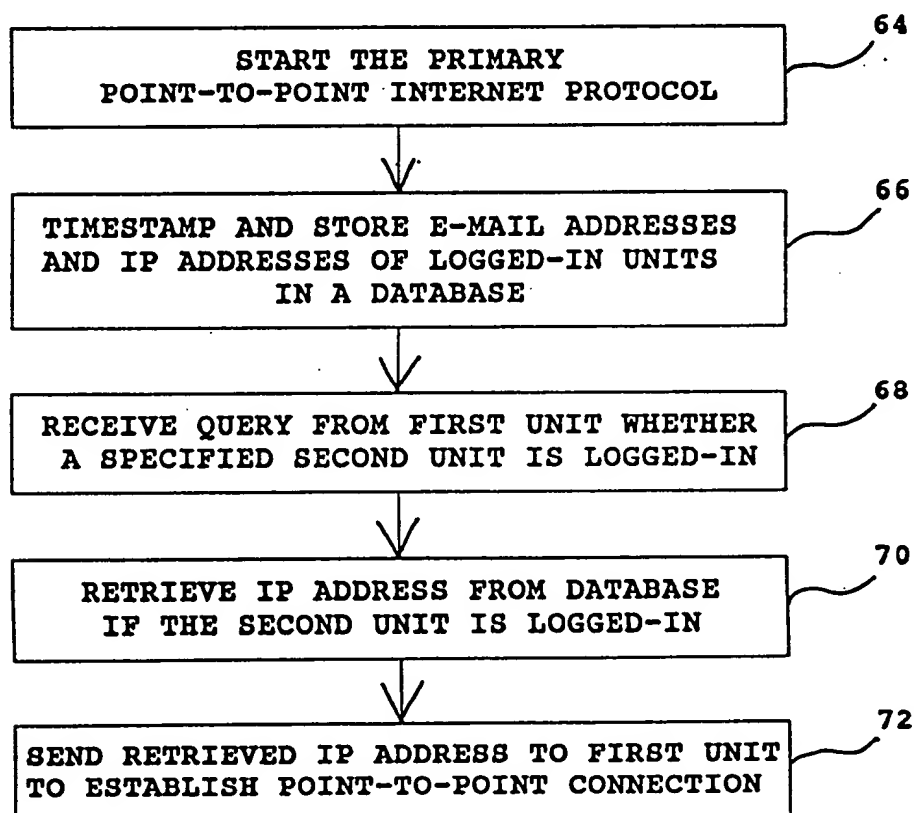 64
START THE PRIMARY
POINT-TO-POINT INTERNET PROTOCOL
66
TIMESTAMP AND STORE E-MAIL ADDRESSES
AND IP ADDRESSES OF LOGGED-IN UNITS
IN A DATABASE
68
RECEIVE QUERY FROM FIRST UNIT WHETHER
A SPECIFIED SECOND UNIT IS LOGGED-IN
70
RETRIEVE IP ADDRESS FROM DATABASE
IF THE SECOND UNIT IS LOGGED-IN
72
SEND RETRIEVED IP ADDRESS TO FIRST UNIT
TO ESTABLISH POINT-TO-POINT CONNECTION